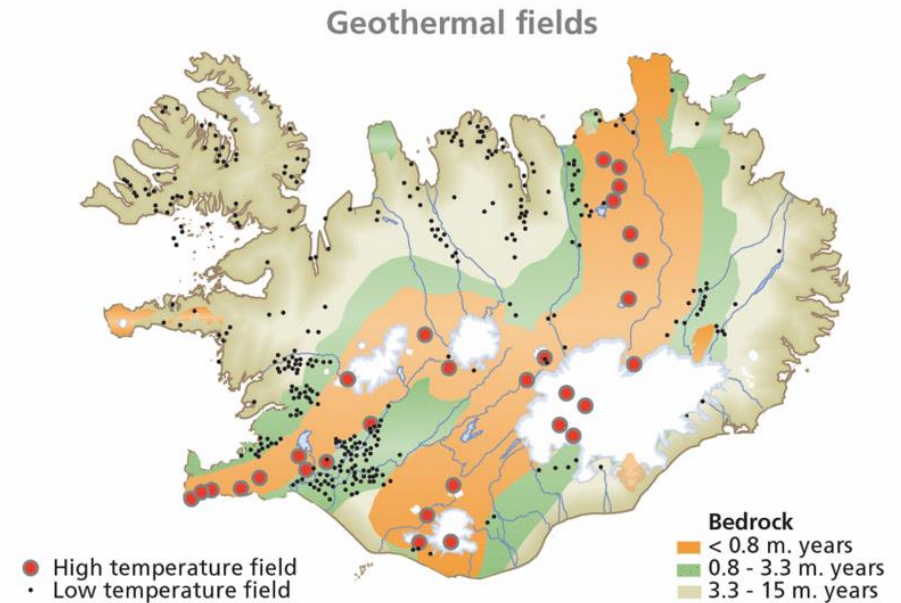 Geothermal fields
Bedrock
< 0.8 m. years
0.8 - 3.3 m. years
3.3 - 15 m. years
High temperature field
Low temperature field